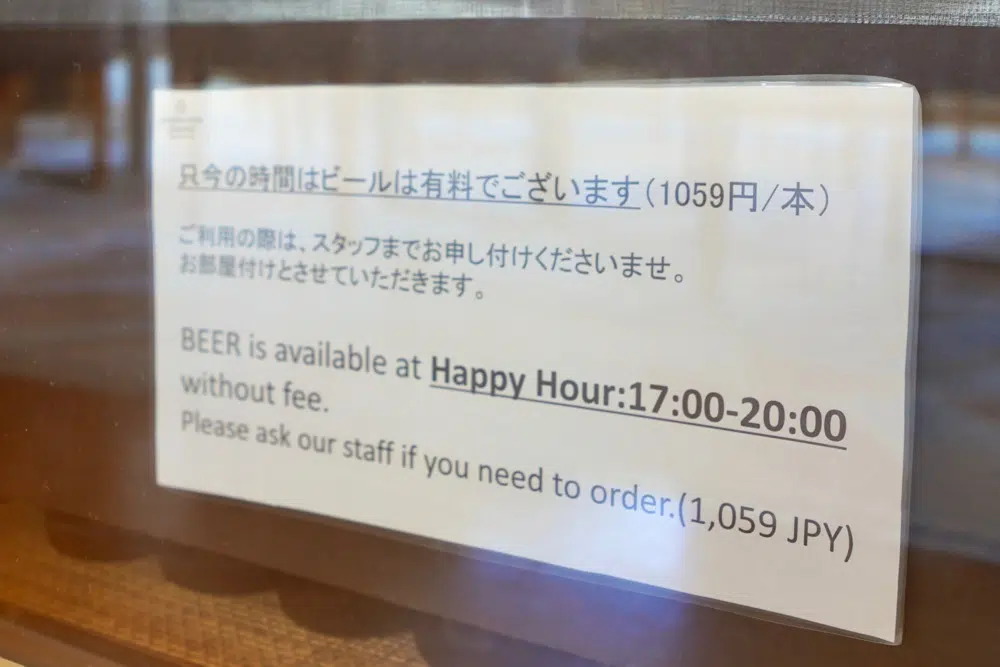 只今の時間はビールは有料でございます(1059円/本)
ご利用の際は、スタッフまでお申し付けくださいませ。
お部屋付けとさせていただきます。
BEER is available at Happy Hour:17:00-20:00
without fee.
Please ask our staff if you need to order.(1,059 JPY)